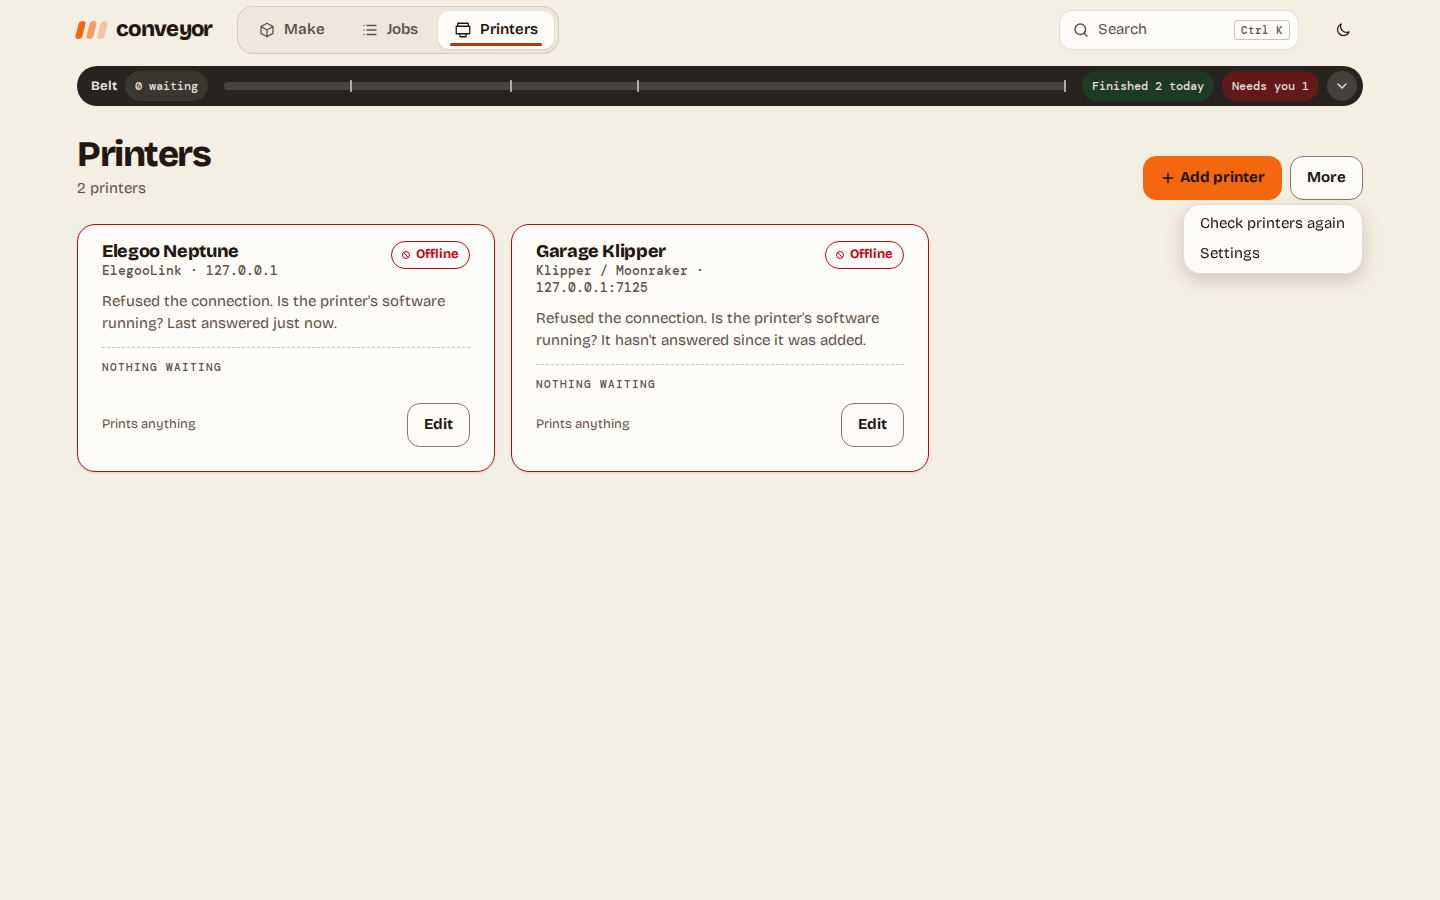 conveyor
Make
Jobs
Printers
Search
Ctrl K
Belt
0 waiting
Finished 2 today
Needs you 1
Printers
2 printers
+ Add printer
More
Check printers again
Settings
Elegoo Neptune
Offline
ElegooLink · 127.0.0.1
Refused the connection. Is the printer's software
running? Last answered just now.
NOTHING WAITING
Prints anything
Edit
Garage Klipper
Offline
Klipper / Moonraker ·
127.0.0.1:7125
Refused the connection. Is the printer's software
running? It hasn't answered since it was added.
NOTHING WAITING
Prints anything
Edit